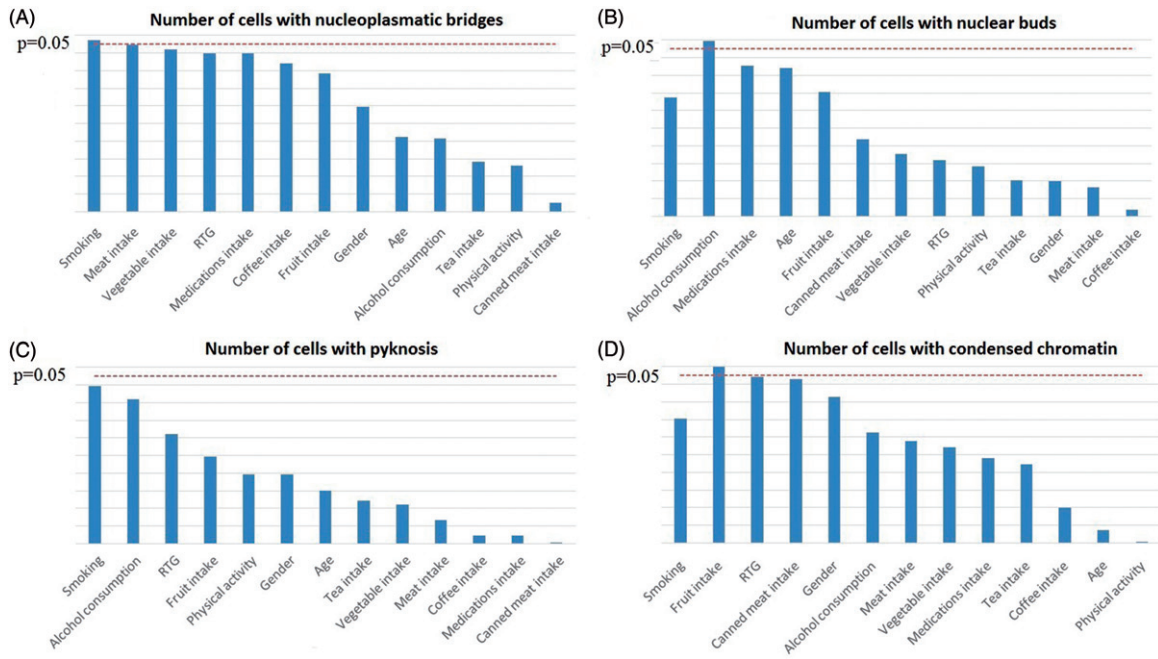 (A)
Number of cells with nucleoplasmatic bridges
p=0.05
Smoking
Meat intake
Vegetable intake
RTG
Medications intake
Coffee intake
Fruit intake
Gender
Age
Alcohol consumption
Tea intake
Physical activity
Canned meat intake
(B)
Number of cells with nuclear buds
p=0.05
Smoking
Alcohol consumption
Medications intake
Age
Fruit intake
Canned meat intake
Vegetable intake
RTG
Physical activity
Tea intake
Gender
Meat intake
Coffee intake
(C)
Number of cells with pyknosis
p=0.05
Smoking
Alcohol consumption
RTG
Fruit intake
Physical activity
Gender
Age
Tea intake
Vegetable intake
Meat intake
Coffee intake
Medications intake
Canned meat intake
(D)
Number of cells with condensed chromatin
p=0.05
Smoking
Fruit intake
RTG
Canned meat intake
Gender
Alcohol consumption
Meat intake
Vegetable intake
Medications intake
Tea intake
Coffee intake
Age
Physical activity